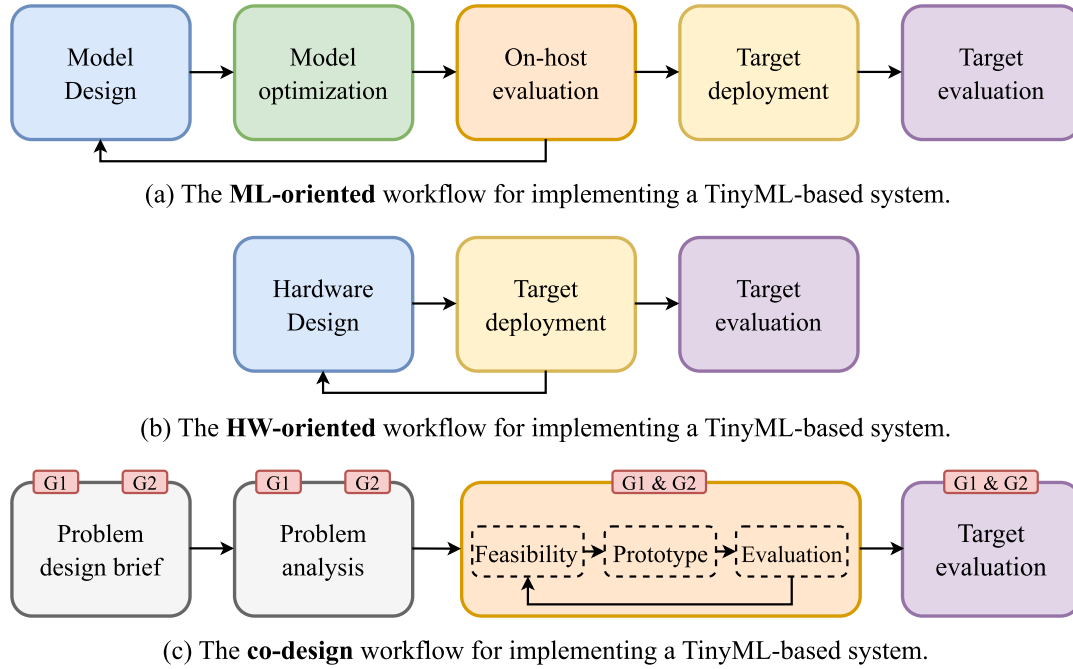 Model
Design
Model
optimization
On-host
evaluation
Target
deployment
Target
evaluation
(a) The ML-oriented workflow for implementing a TinyML-based system.
Hardware
Design
Target
deployment
Target
evaluation
(b) The HW-oriented workflow for implementing a TinyML-based system.
G1
G2
Problem
design brief
G1
G2
Problem
analysis
G1 & G2
Feasibility
Prototype
Evaluation
G1 & G2
Target
evaluation
(c) The co-design workflow for implementing a TinyML-based system.